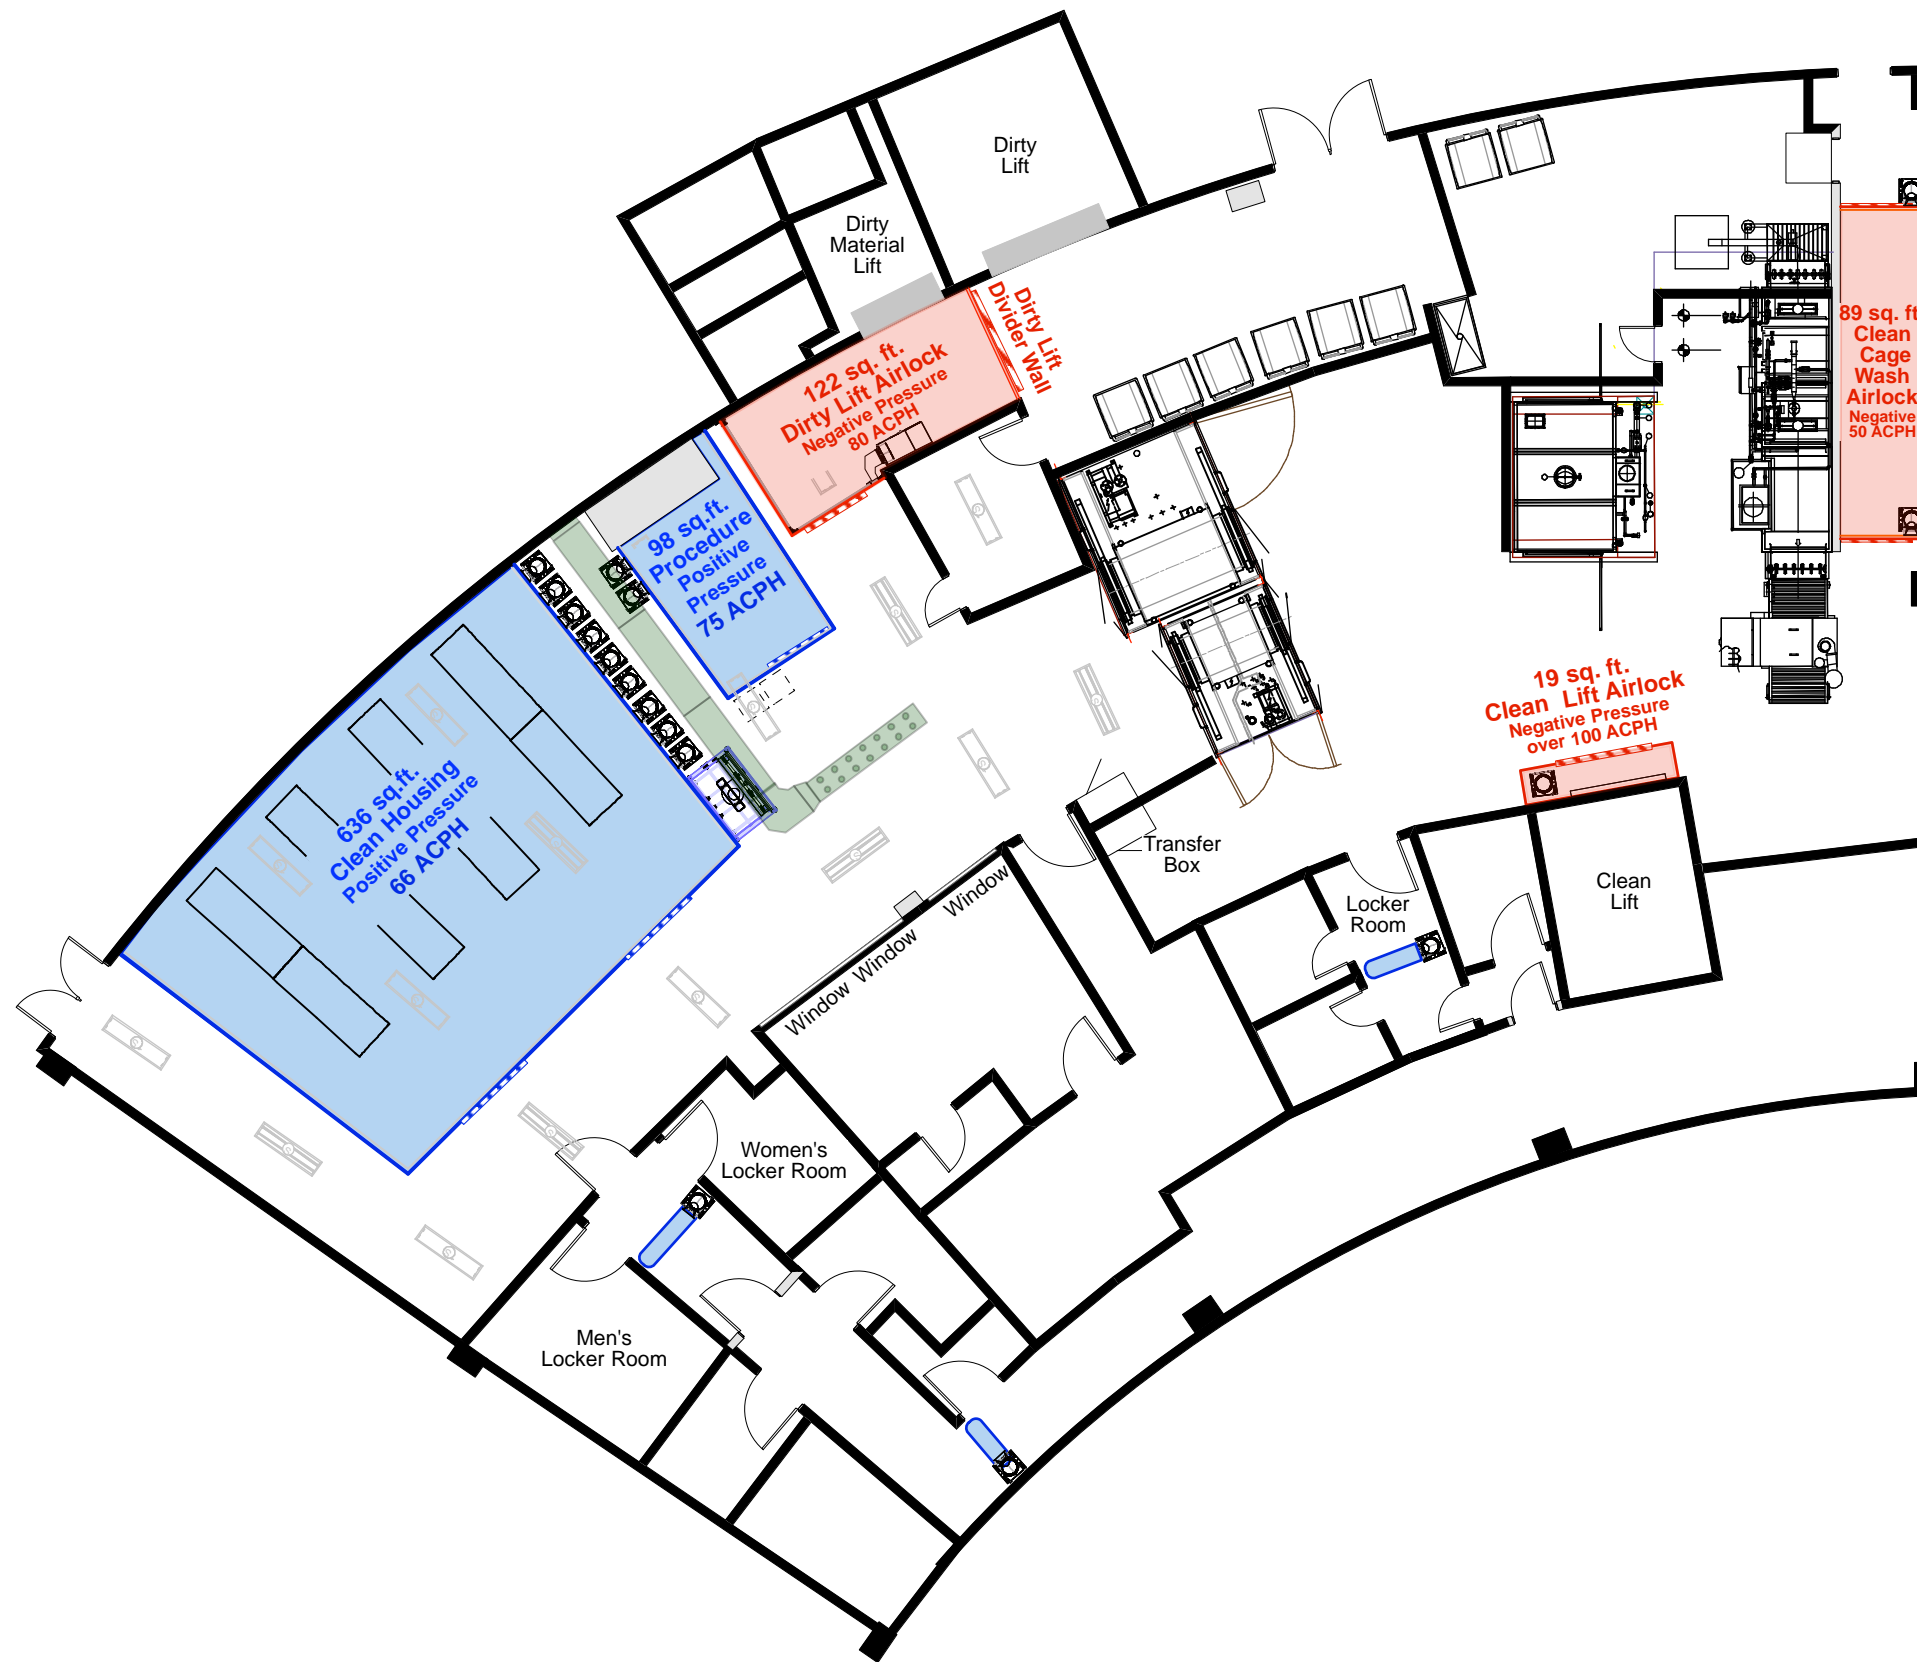 Dirty
Lift
Dirty
Material
Lift
Dirty Lift
Divider Wall
122 sq. ft.
Dirty Lift Airlock
Negative Pressure
80 ACPH
98 sq.ft.
Procedure
Positive
Pressure
75 ACPH
636 sq.ft.
Clean Housing
Positive Pressure
66 ACPH
89 sq. ft
Clean
Cage
Wash
Airlock
Negative
50 ACPH
19 sq. ft.
Clean Lift Airlock
Negative Pressure
over 100 ACPH
Transfer
Box
Window
Window
Window
Locker
Room
Clean
Lift
Women's
Locker Room
Men's
Locker Room